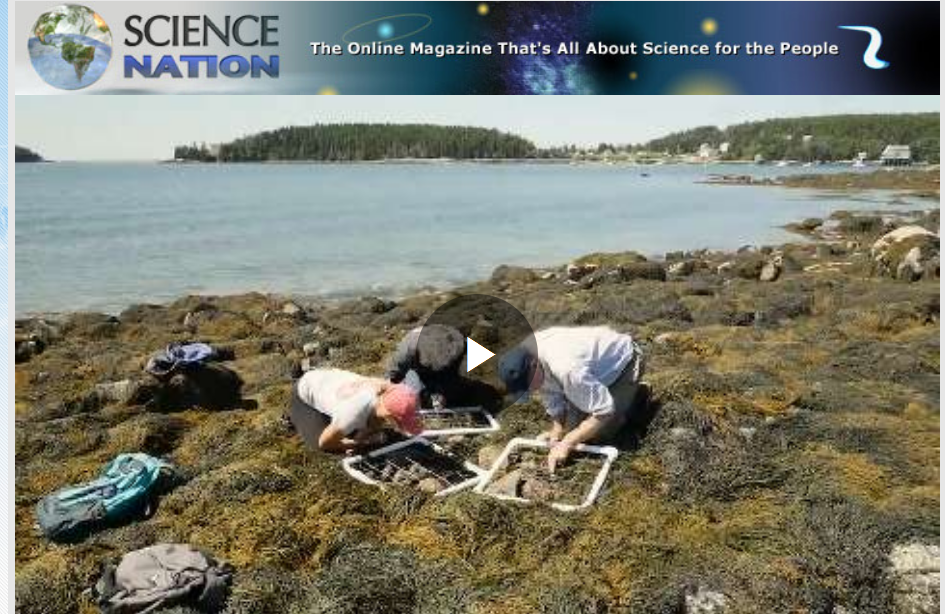 SCIENCE
NATION
The Online Magazine That's All About Science for the People